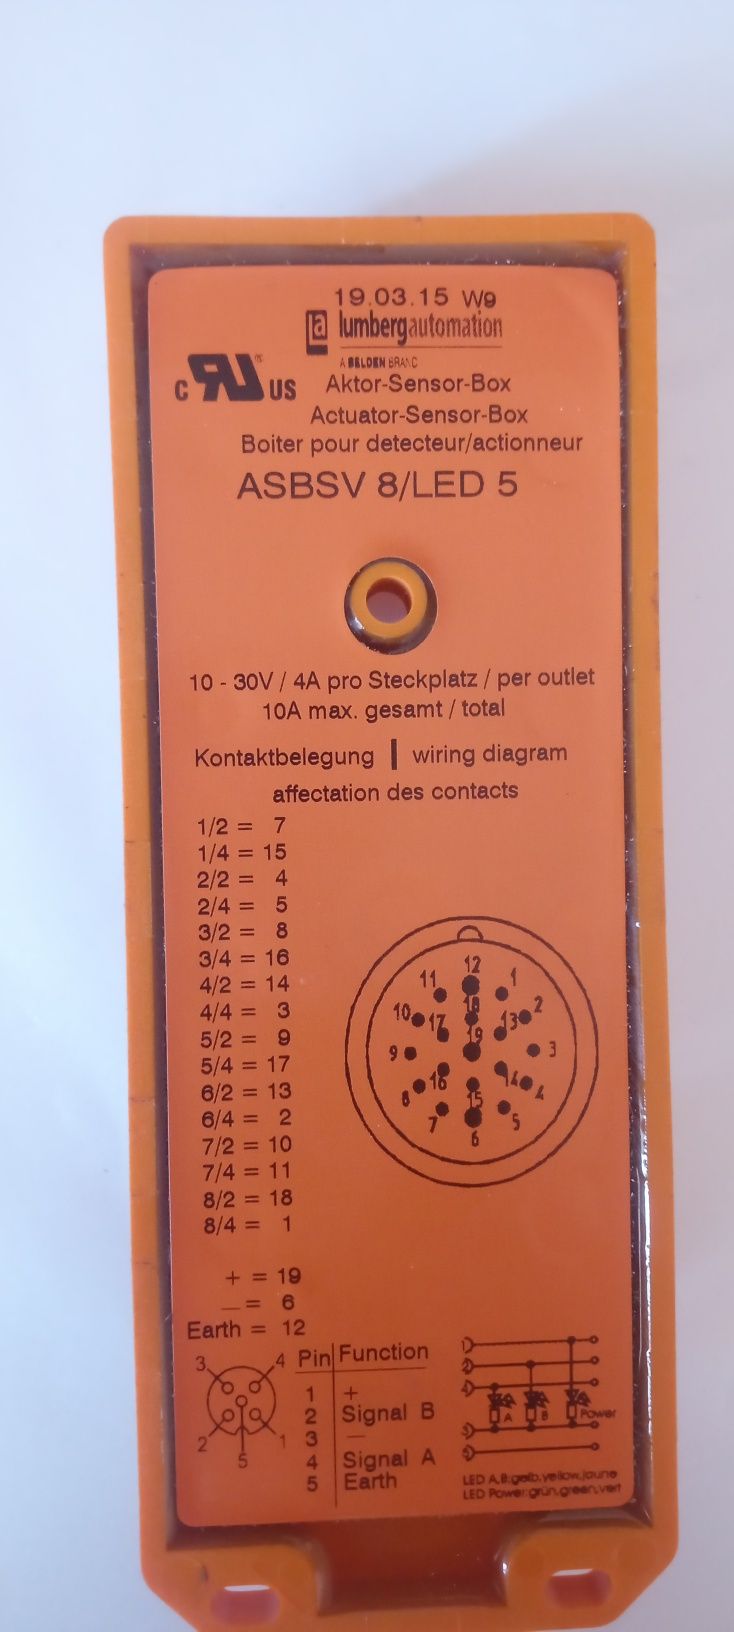 19.03.15 W9
la lumbergautomation
A BELDEN BRAND
c RU ® US
Aktor-Sensor-Box
Actuator-Sensor-Box
Boiter pour detecteur/actionneur
ASBSV 8/LED 5
10 - 30V / 4A pro Steckplatz / per outlet
10A max. gesamt / total
Kontaktbelegung | wiring diagram
affectation des contacts
1/2 = 7
1/4 = 15
2/2 = 4
2/4 = 5
3/2 = 8
3/4 = 16
4/2 = 14
4/4 = 3
5/2 = 9
5/4 = 17
6/2 = 13
6/4 = 2
7/2 = 10
7/4 = 11
8/2 = 18
8/4 = 1
12
11 1
18
10 17 13 2
19
9 3
8 16 14 4
15
7 5
6
+ = 19
_ = 6
Earth = 12
3 4
2 1
5
Pin Function
1 +
2 Signal B
3 —
4 Signal A
5 Earth
1
2
4
A B Power
3
5
LED A,B:gelb,yellow,jaune
LED Power:grün,green,vert